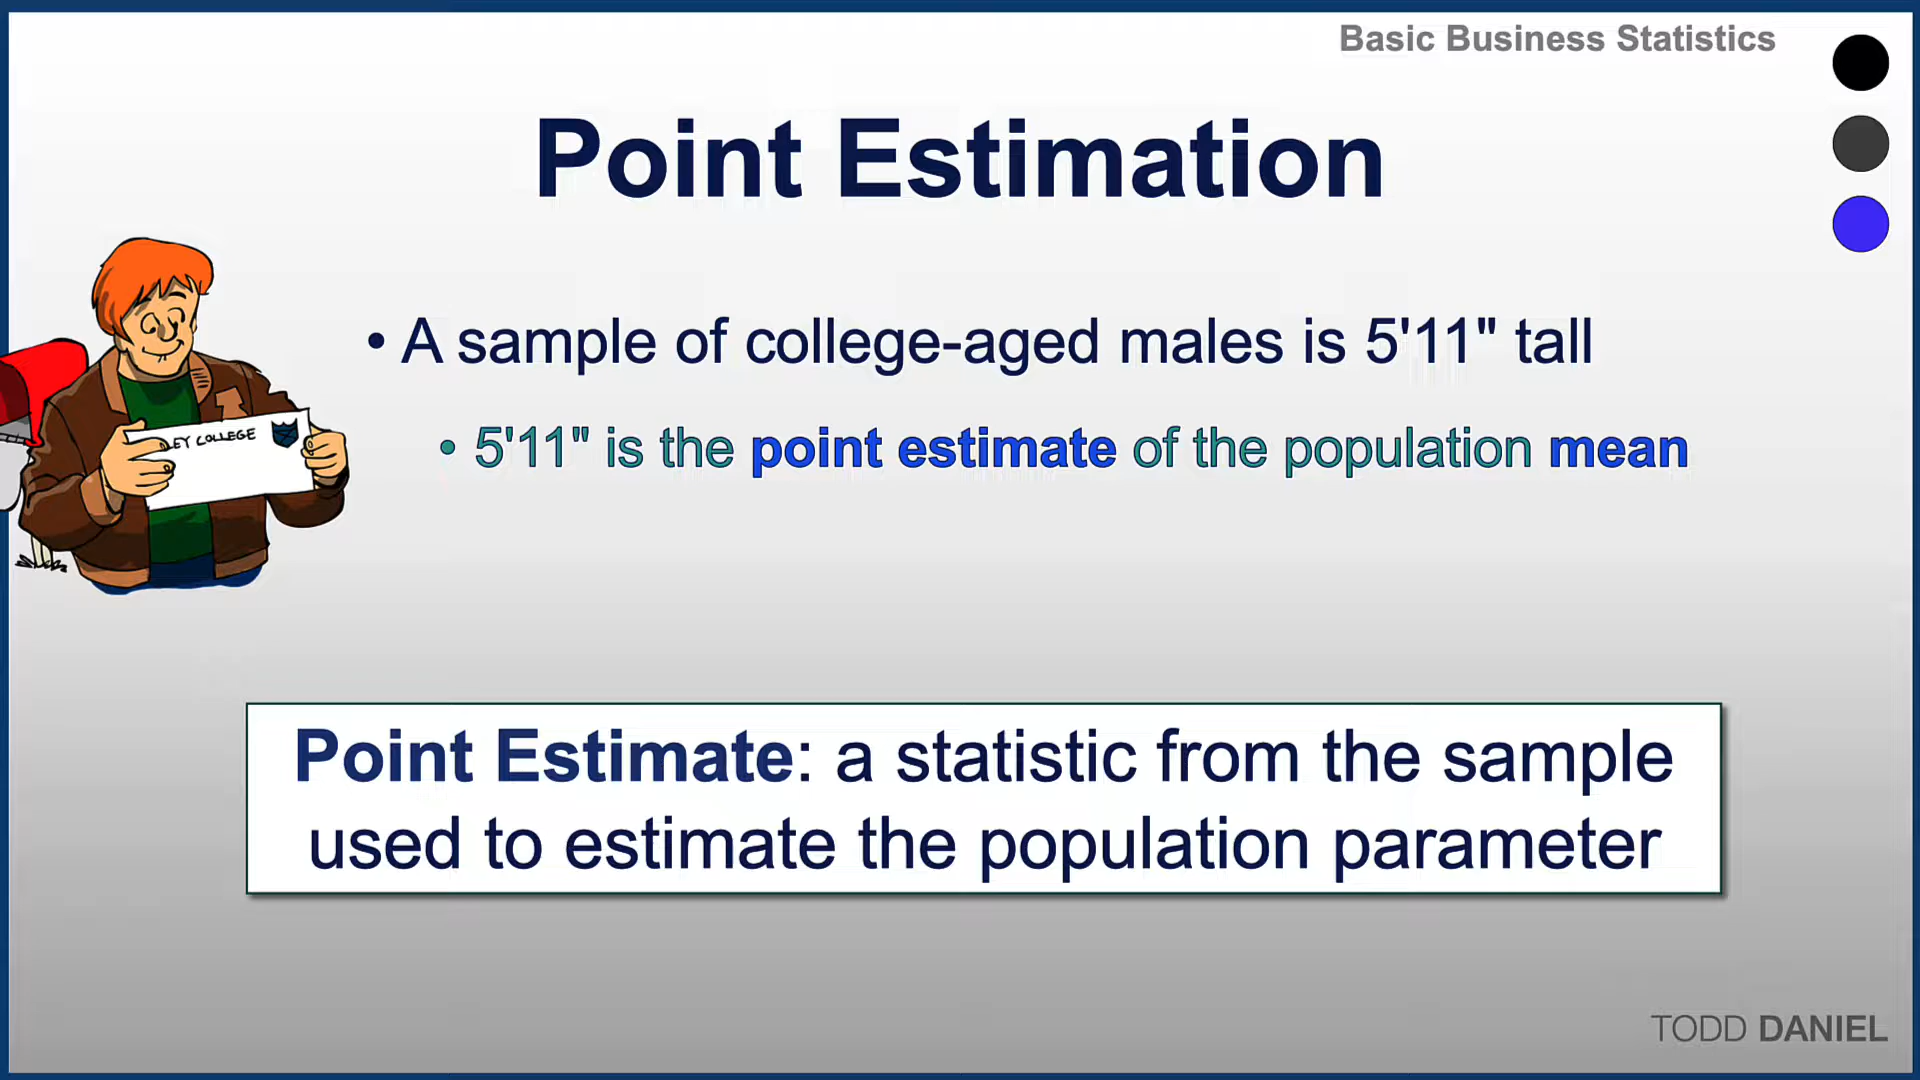 Basic Business Statistics
Point Estimation
• A sample of college-aged males is 5'11" tall
• 5'11" is the point estimate of the population mean
LEY COLLEGE
Point Estimate: a statistic from the sample
used to estimate the population parameter
TODD DANIEL